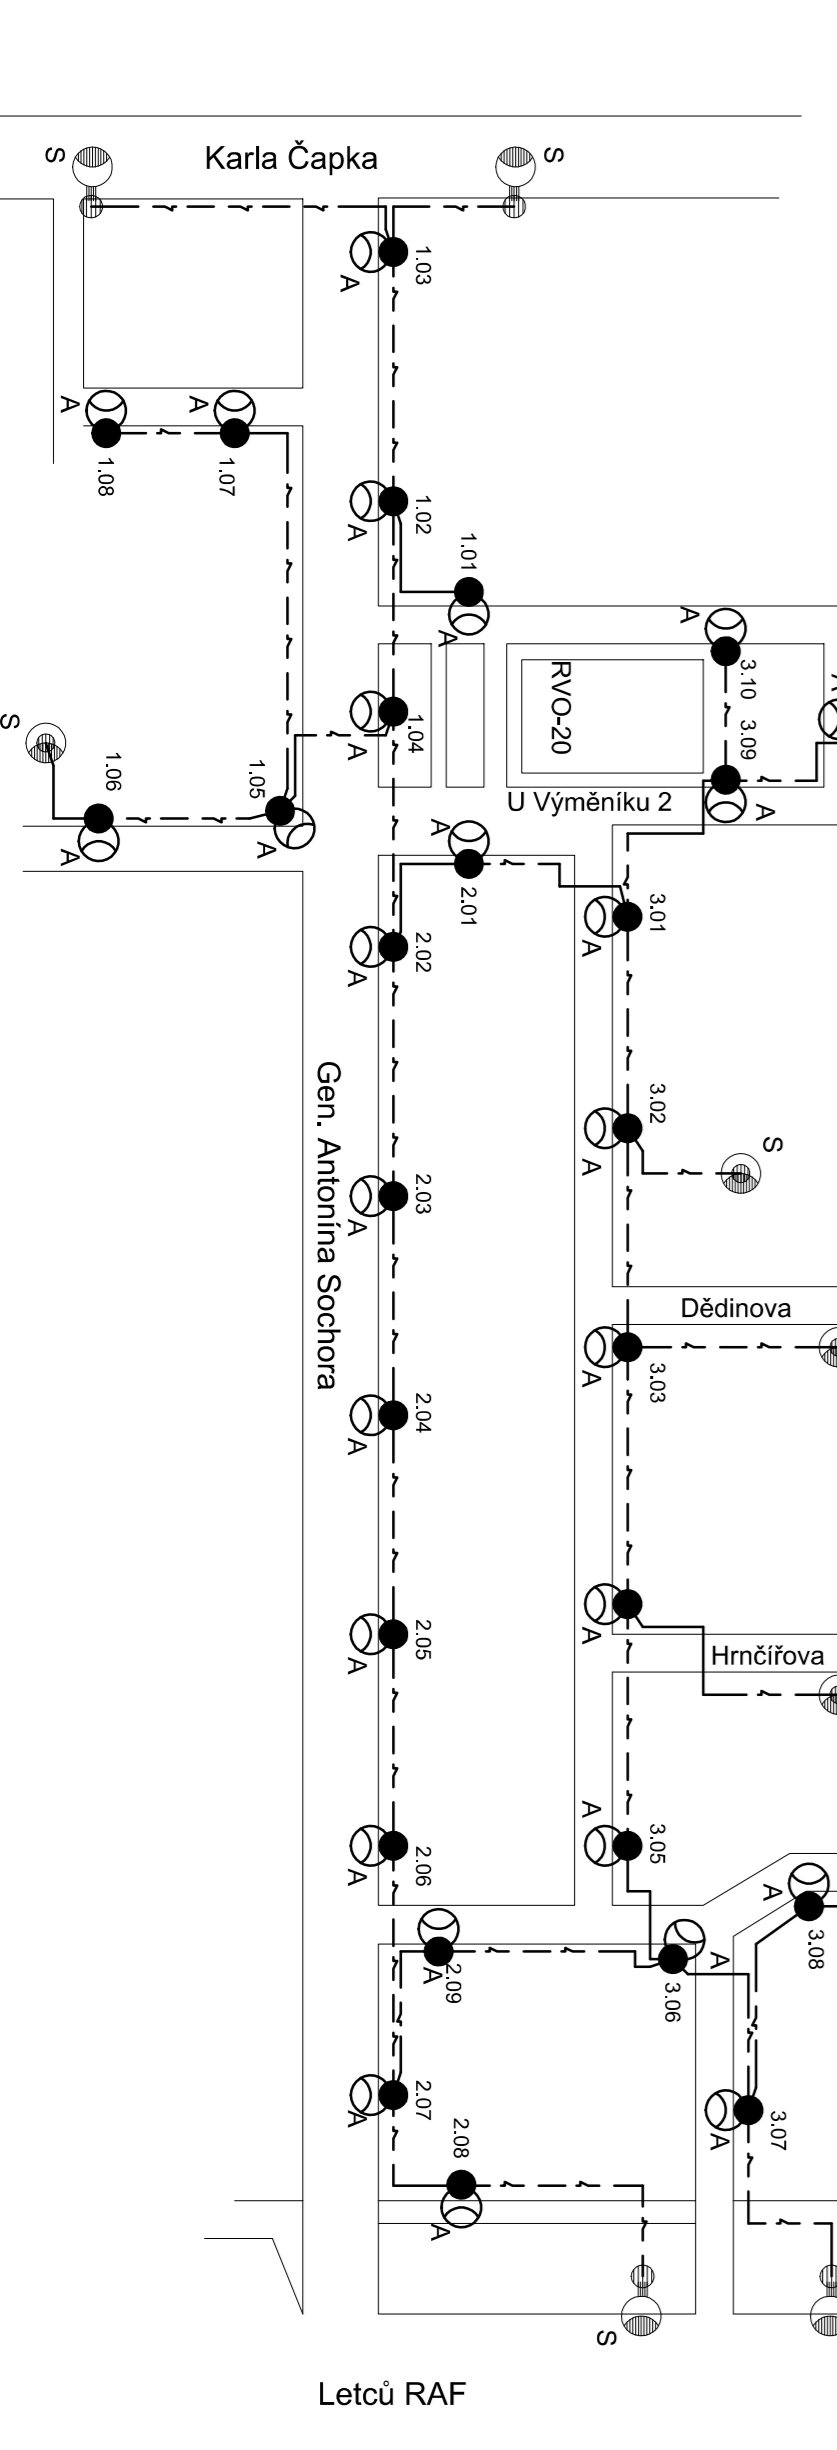 S
Karla Čapka
S
1.03
A
A
A
1.08
1.07
1.02
A
1.01
A
A
3.10
RVO-20
1.04
A
3.09
A
S
1.06
1.05
U Výměníku 2
A
A
A
A
2.01
3.01
A
2.02
A
Gen. Antonína Sochora
3.02
S
A
2.03
A
Dědinova
A
3.03
2.04
A
A
2.05
A
Hrnčířova
A
3.05
2.06
A
A
3.08
A
A
2.09
3.06
2.07
A
2.08
3.07
A
A
S
Letců RAF